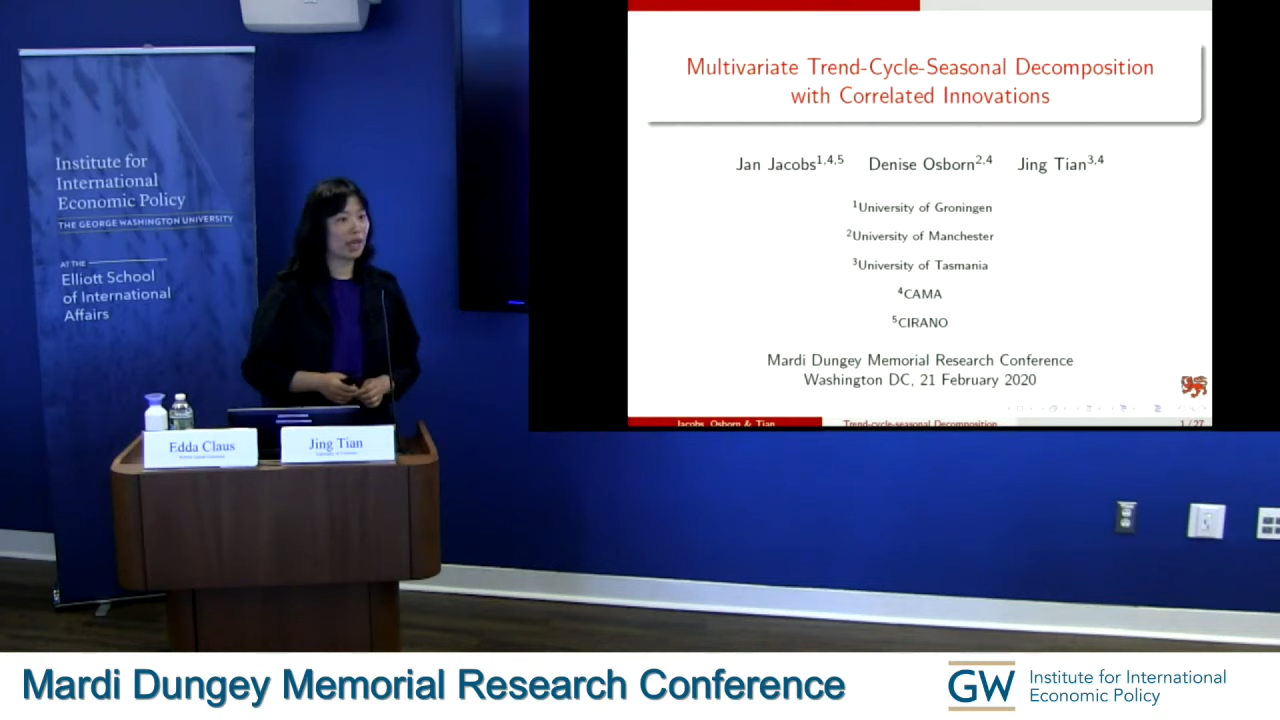 Institute for
International
Economic Policy
THE GEORGE WASHINGTON UNIVERSITY
AT THE
Elliott School
of International
Affairs
Edda Claus
Jing Tian
Multivariate Trend-Cycle-Seasonal Decomposition
with Correlated Innovations
Jan Jacobs1,4,5 Denise Osborn2,4 Jing Tian3,4
1University of Groningen
2University of Manchester
3University of Tasmania
4CAMA
5CIRANO
Mardi Dungey Memorial Research Conference
Washington DC, 21 February 2020
Jacobs, Osborn & Tian Trend-cycle-seasonal Decomposition 1 / 27
Mardi Dungey Memorial Research Conference
GW Institute for International
Economic Policy